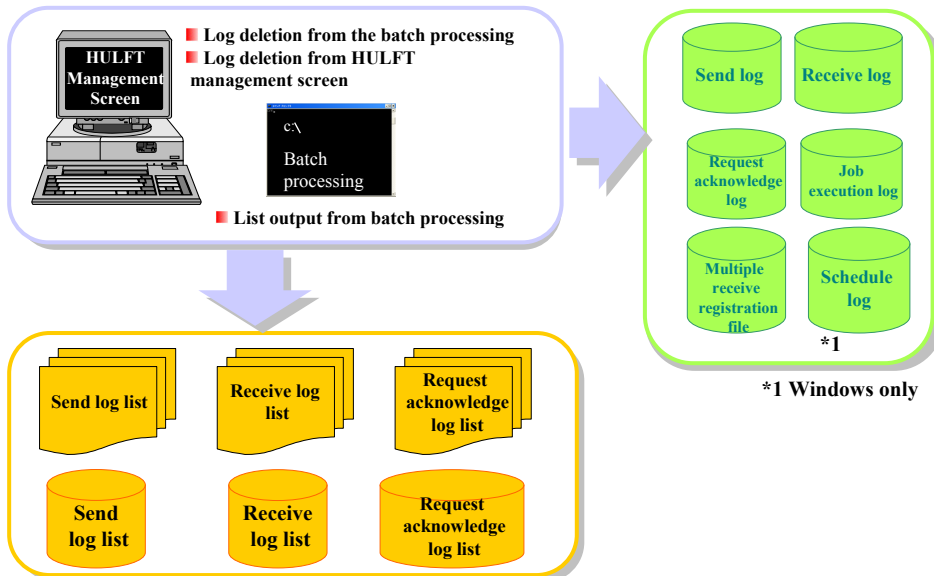 HULFT
Management
Screen
Log deletion from the batch processing
Log deletion from HULFT
management screen
c:\
Batch
processing
List output from batch processing
Send log
Receive log
Request
acknowledge
log
Job
execution log
Multiple
receive
registration
file
Schedule
log
*1
*1 Windows only
Send log list
Receive log
list
Request
acknowledge
log list
Send
log list
Receive
log list
Request
acknowledge
log list